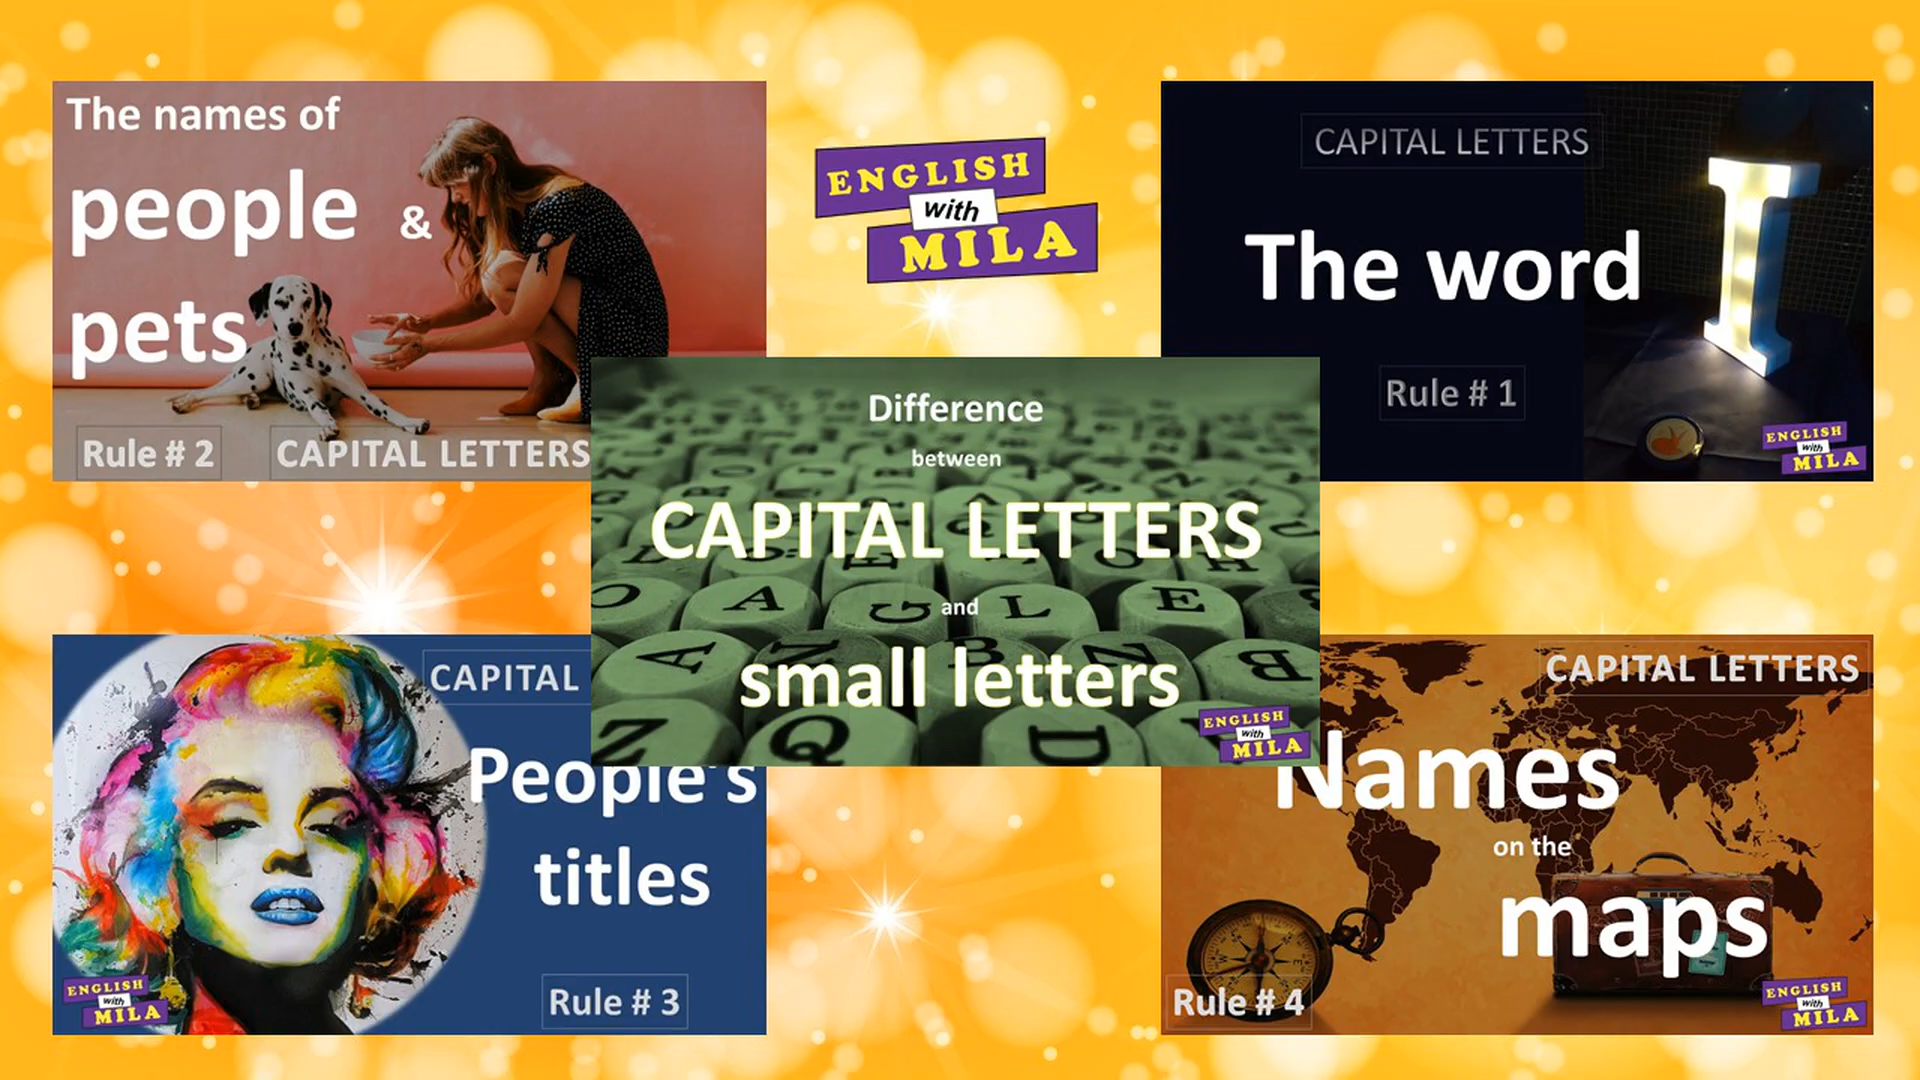 The names of
people &
pets
Rule # 2
CAPITAL LETTERS
ENGLISH
with
MILA
CAPITAL LETTERS
The word
I
Rule # 1
ENGLISH
with
MILA
Difference
between
CAPITAL LETTERS
and
small letters
ENGLISH
with
MILA
CAPITAL
People's
titles
Rule # 3
ENGLISH
with
MILA
CAPITAL LETTERS
Names
on the
maps
Rule # 4
ENGLISH
with
MILA